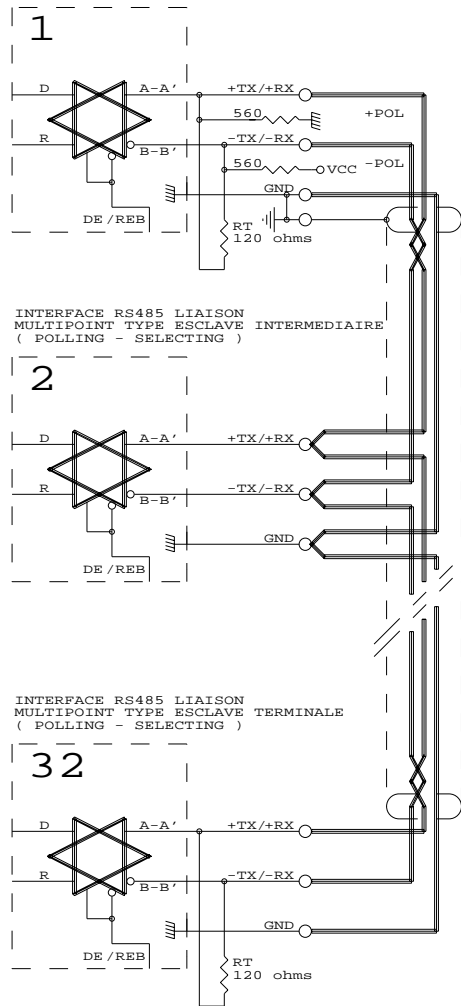 1
D A-A' +TX/+RX
560 +POL
R B-B' -TX/-RX
560 VCC -POL
GND
DE/REB
RT
120 ohms
INTERFACE RS485 LIAISON
MULTIPOINT TYPE ESCLAVE INTERMEDIAIRE
( POLLING - SELECTING )
2
D A-A' +TX/+RX
R B-B' -TX/-RX
GND
DE/REB
INTERFACE RS485 LIAISON
MULTIPOINT TYPE ESCLAVE TERMINALE
( POLLING - SELECTING )
32
D A-A' +TX/+RX
R B-B' -TX/-RX
GND
DE/REB
RT
120 ohms